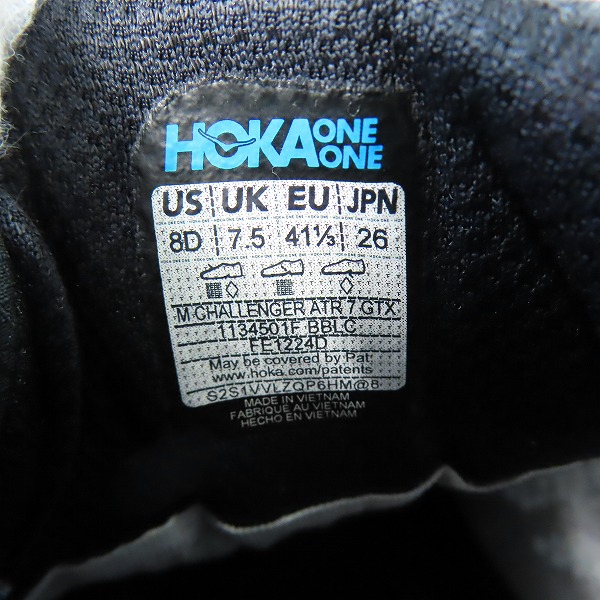 HOKA ONE ONE
US UK EU JPN
8D 7.5 41⅓ 26
M CHALLENGER ATR 7 GTX
1134501F BBLC
FE1224D
May be covered by Pat:
www.hoka.com/patents
S2S1VVLZQP6HM@8
MADE IN VIETNAM
FABRIQUE AU VIETNAM
HECHO EN VIETNAM